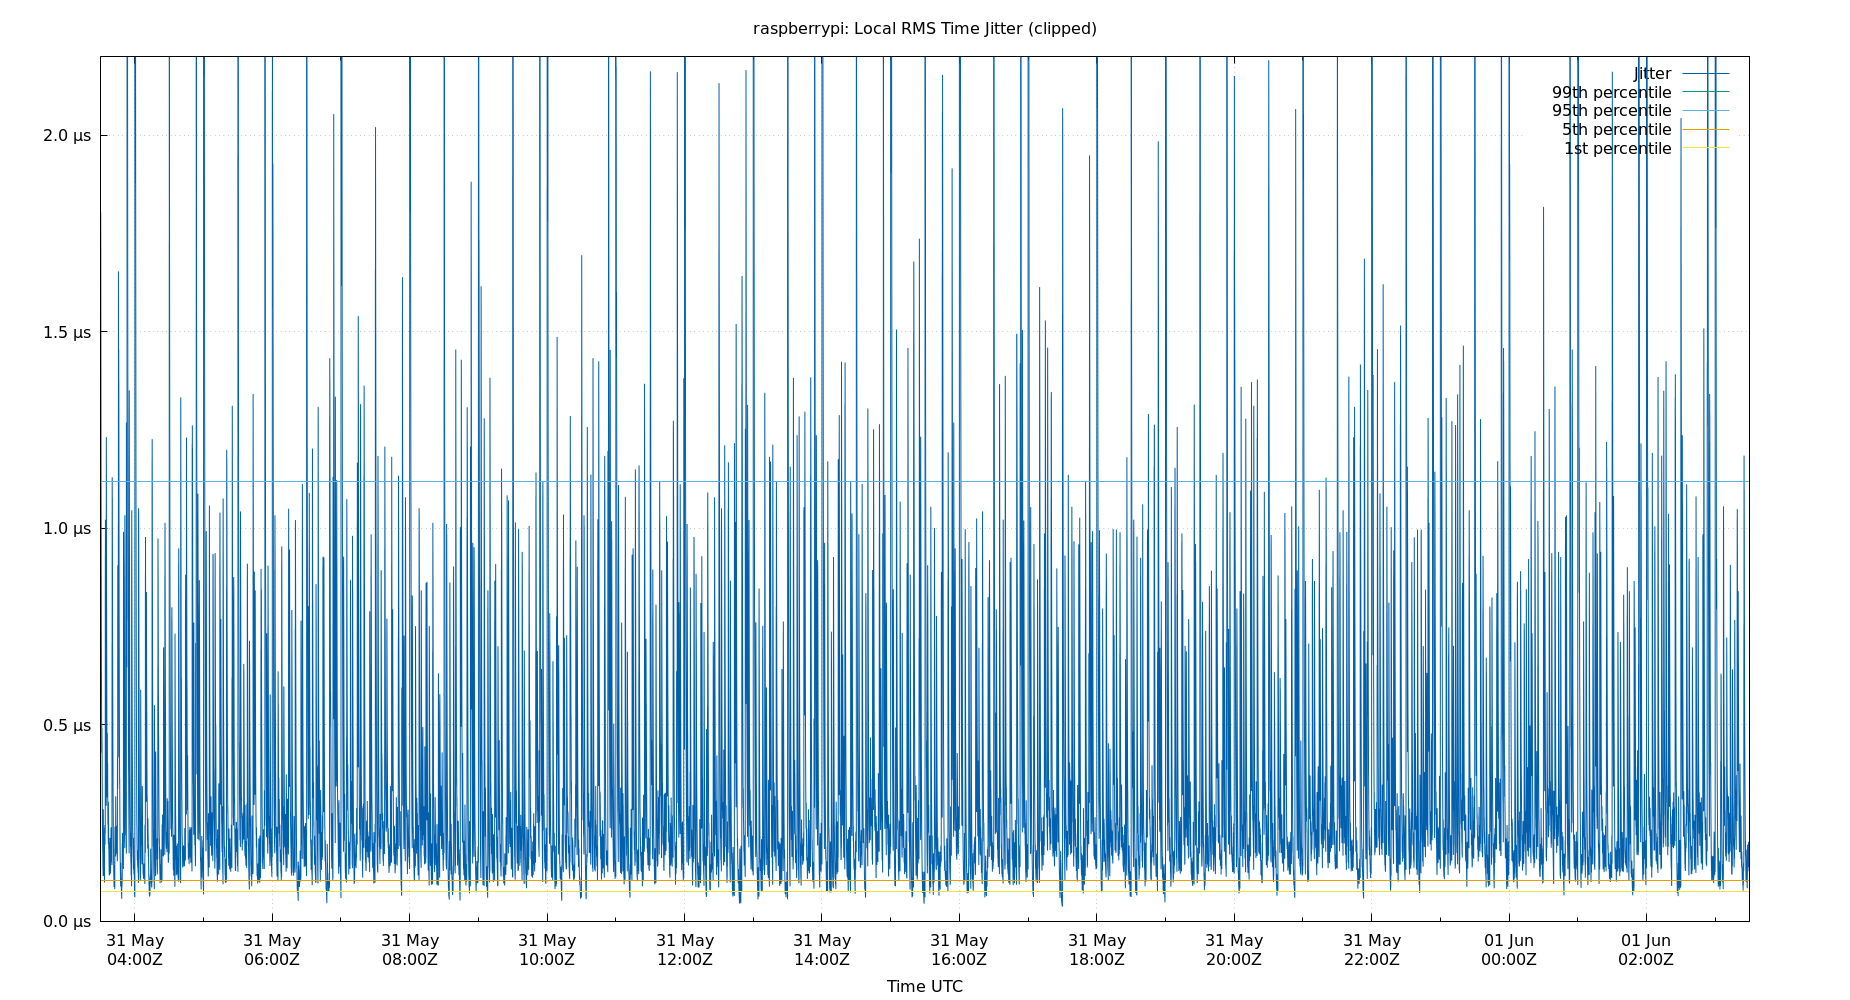 raspberrypi: Local RMS Time Jitter (clipped)
Jitter
99th percentile
95th percentile
5th percentile
1st percentile
2.0 µs
1.5 µs
1.0 µs
0.5 µs
0.0 µs
31 May 31 May 31 May 31 May 31 May 31 May 31 May 31 May 31 May 31 May 01 Jun 01 Jun
04:00Z 06:00Z 08:00Z 10:00Z 12:00Z 14:00Z 16:00Z 18:00Z 20:00Z 22:00Z 00:00Z 02:00Z
Time UTC